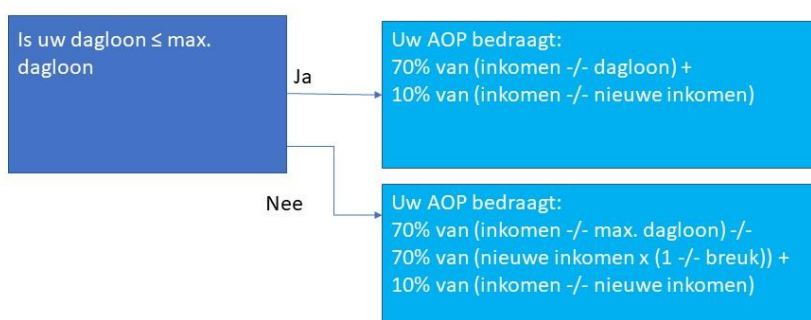 Is uw dagloon ≤ max.
dagloon
Ja
Nee
Uw AOP bedraagt:
70% van (inkomen -/- dagloon) +
10% van (inkomen -/- nieuwe inkomen)
Uw AOP bedraagt:
70% van (inkomen -/- max. dagloon) -/-
70% van (nieuwe inkomen x (1 -/- breuk)) +
10% van (inkomen -/- nieuwe inkomen)